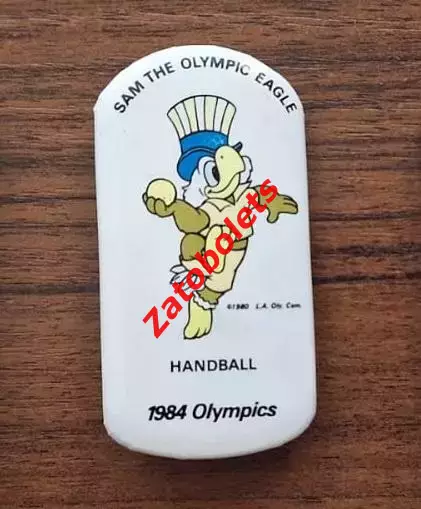 SAM THE OLYMPIC EAGLE
Zatobolets
©1980 L.A. Oly. Com.
HANDBALL
1984 Olympics